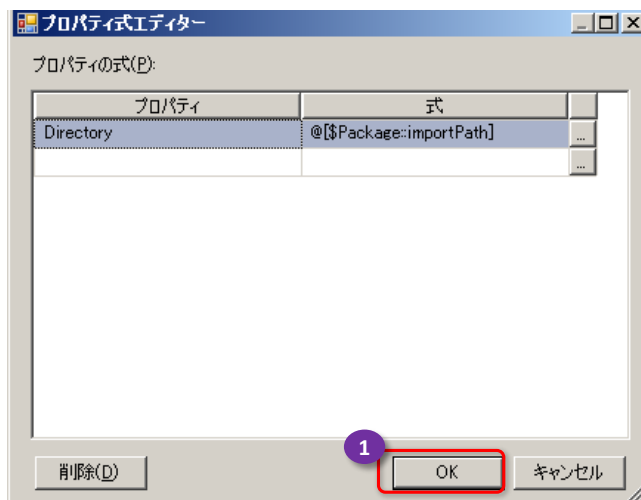 プロパティ式エディター
プロパティの式(P):
プロパティ 式
Directory @[$Package::importPath] ...
...
1
削除(D) OK キャンセル